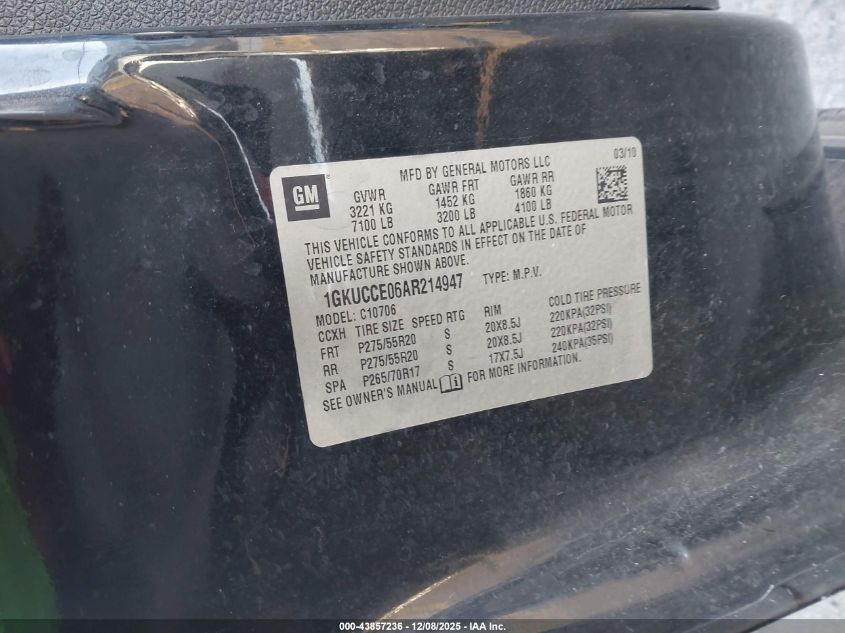 MFD BY GENERAL MOTORS LLC 03/10
GM
GVWR GAWR FRT GAWR RR
3221 KG 1452 KG 1860 KG
7100 LB 3200 LB 4100 LB
THIS VEHICLE CONFORMS TO ALL APPLICABLE U.S. FEDERAL MOTOR
VEHICLE SAFETY STANDARDS IN EFFECT ON THE DATE OF
MANUFACTURE SHOWN ABOVE.
1GKUCCE06AR214947 TYPE: M.P.V.
MODEL: C10706
CCXH TIRE SIZE SPEED RTG RIM COLD TIRE PRESSURE
FRT P275/55R20 S 20X8.5J 220KPA(32PSI)
RR P275/55R20 S 20X8.5J 220KPA(32PSI)
SPA P265/70R17 S 17X7.5J 240KPA(35PSI)
SEE OWNER'S MANUAL FOR MORE INFORMATION.
000-43857236 - 12/08/2025 - IAA, Inc.